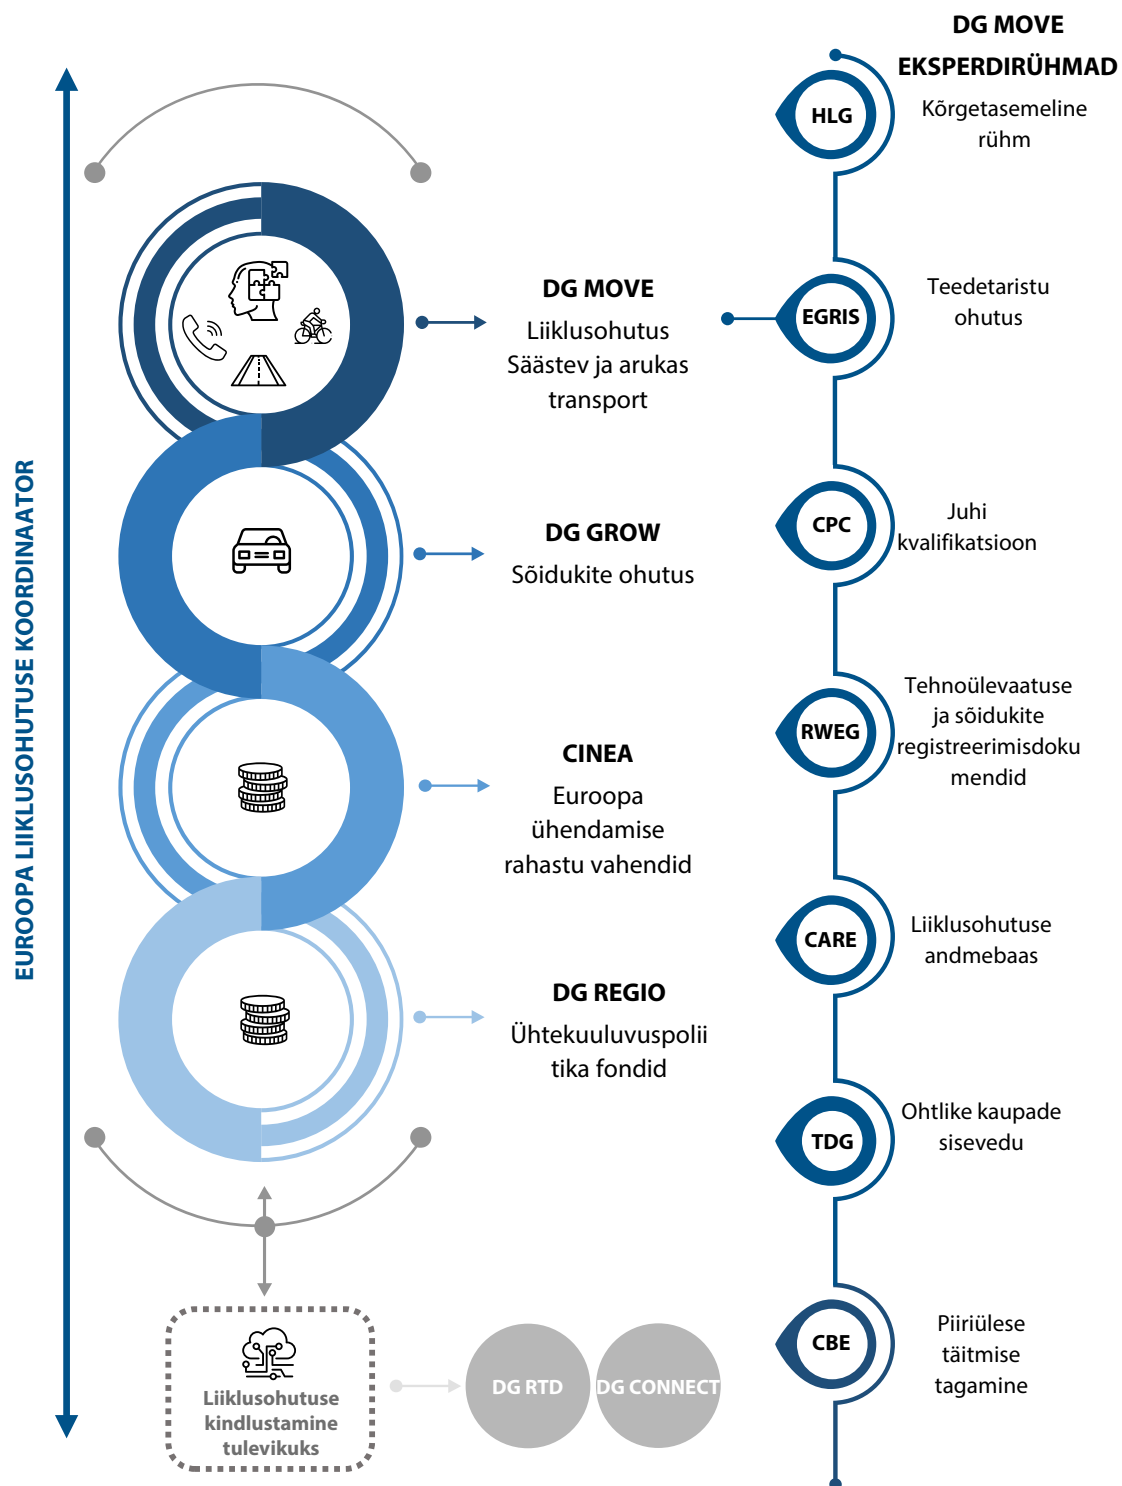 EUROOPA LIIKLUSOHUTUSE KOORDINAATOR
DG MOVE
Liiklusohutus
Säästev ja arukas
transport
DG GROW
Sõidukite ohutus
CINEA
Euroopa
ühendamise
rahastu vahendid
DG REGIO
Ühtekuuluvuspolii
tika fondid
Liiklusohutuse
kindlustamine
tulevikuks
DG RTD
DG CONNECT
DG MOVE
EKSPERDIRÜHMAD
HLG
Kõrgetasemeline
rühm
EGRIS
Teedetaristu
ohutus
CPC
Juhi
kvalifikatsioon
RWEG
Tehnoülevaatuse
ja sõidukite
registreerimisdoku
mendid
CARE
Liiklusohutuse
andmebaas
TDG
Ohtlike kaupade
sisevedu
CBE
Piiriülese
täitmise
tagamine